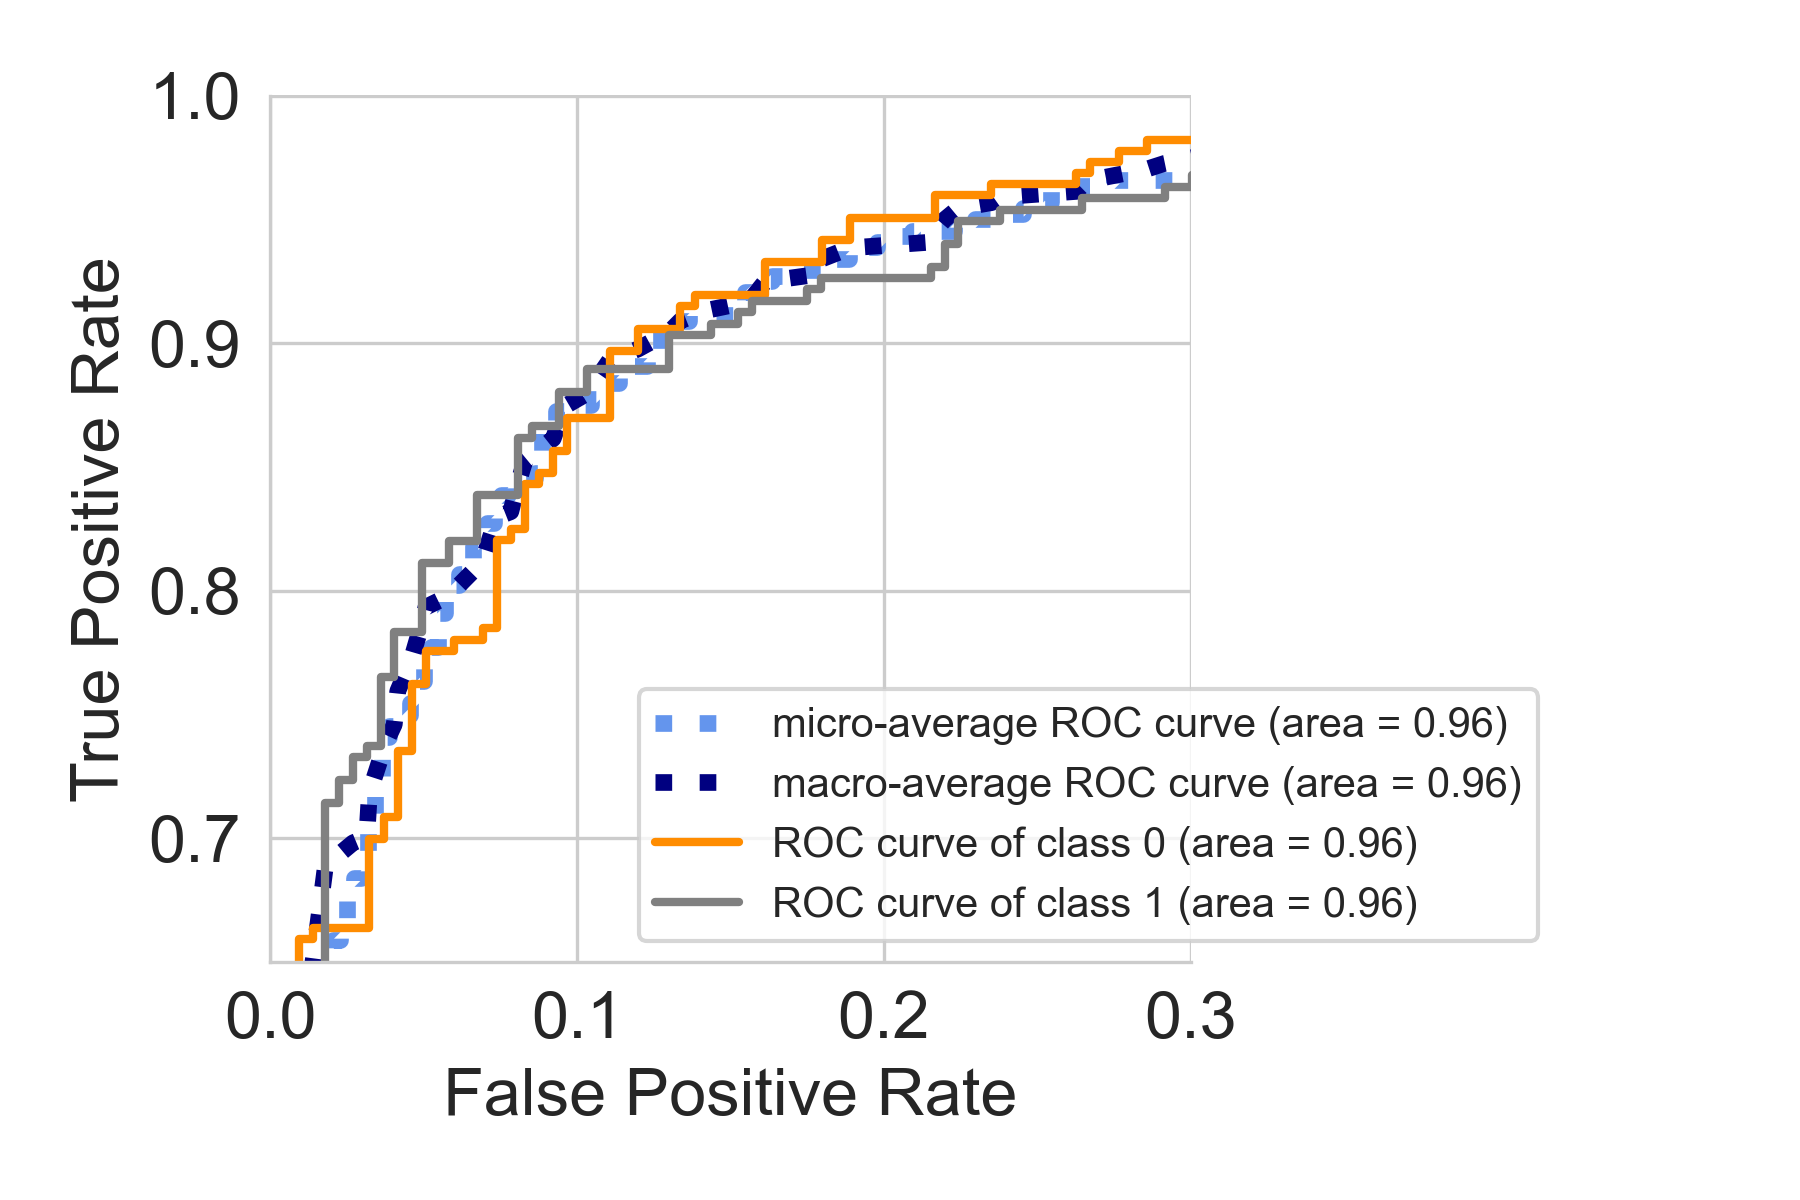 1.0
0.9
0.8
0.7
True Positive Rate
micro-average ROC curve (area = 0.96)
macro-average ROC curve (area = 0.96)
ROC curve of class 0 (area = 0.96)
ROC curve of class 1 (area = 0.96)
0.0 0.1 0.2 0.3
False Positive Rate